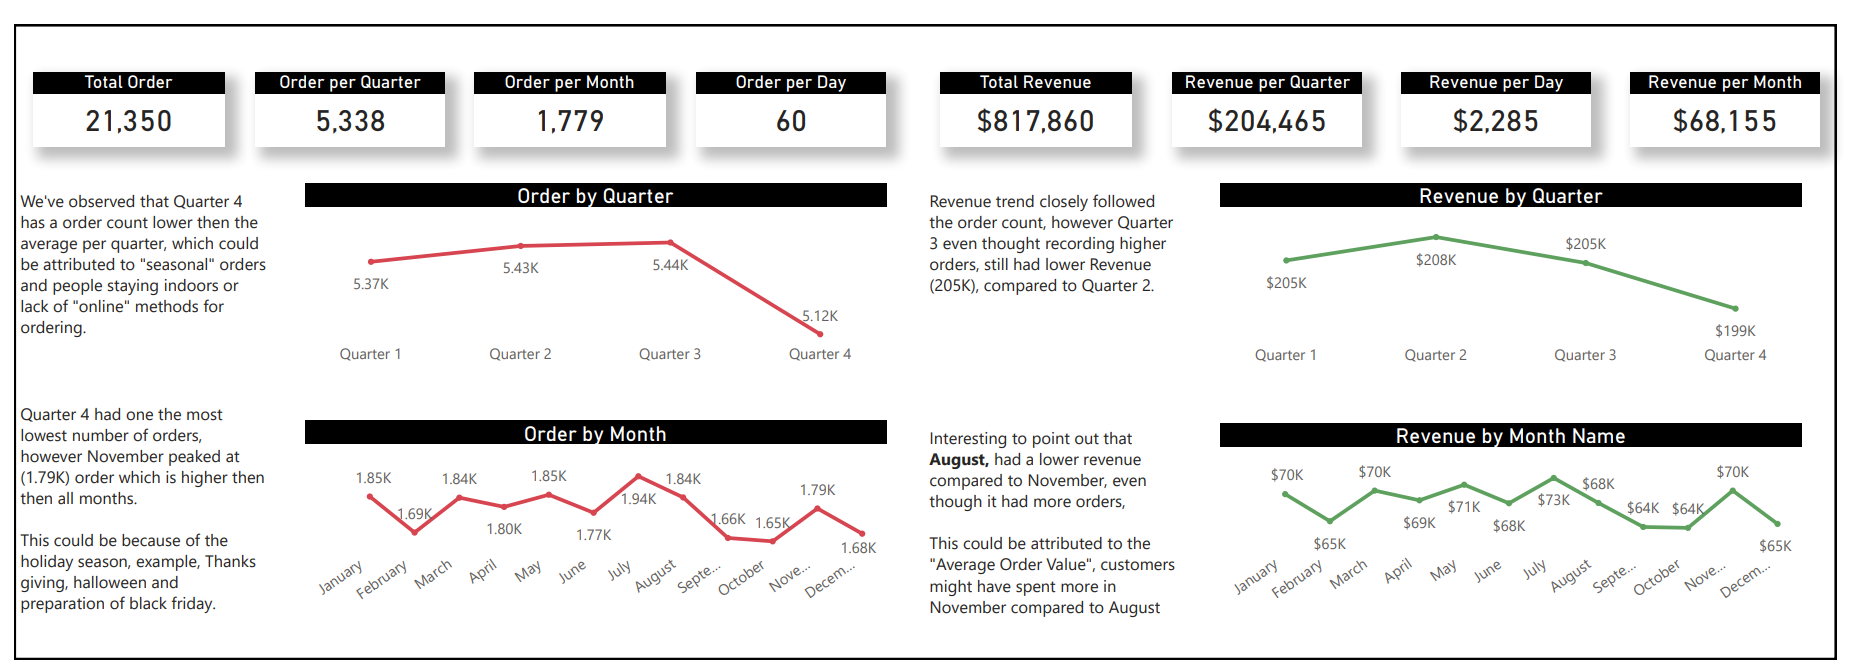 Total Order
21,350
Order per Quarter
5,338
Order per Month
1,779
Order per Day
60
Total Revenue
$817,860
Revenue per Quarter
$204,465
Revenue per Day
$2,285
Revenue per Month
$68,155
We've observed that Quarter 4
has a order count lower then the
average per quarter, which could
be attributed to "seasonal" orders
and people staying indoors or
lack of "online" methods for
ordering.
Order by Quarter
5.37K
5.43K
5.44K
5.12K
Quarter 1
Quarter 2
Quarter 3
Quarter 4
Revenue trend closely followed
the order count, however Quarter
3 even thought recording higher
orders, still had lower Revenue
(205K), compared to Quarter 2.
Revenue by Quarter
$205K
$208K
$205K
$199K
Quarter 1
Quarter 2
Quarter 3
Quarter 4
Quarter 4 had one the most
lowest number of orders,
however November peaked at
(1.79K) order which is higher then
then all months.
This could be because of the
holiday season, example, Thanks
giving, halloween and
preparation of black friday.
Order by Month
1.85K
1.69K
1.84K
1.80K
1.85K
1.77K
1.94K
1.84K
1.66K
1.65K
1.79K
1.68K
January
February
March
April
May
June
July
August
Septe...
October
Nove...
Decem...
Interesting to point out that
August, had a lower revenue
compared to November, even
though it had more orders,
This could be attributed to the
"Average Order Value", customers
might have spent more in
November compared to August
Revenue by Month Name
$70K
$65K
$70K
$69K
$71K
$68K
$73K
$68K
$64K
$64K
$70K
$65K
January
February
March
April
May
June
July
August
Septe...
October
Nove...
Decem...